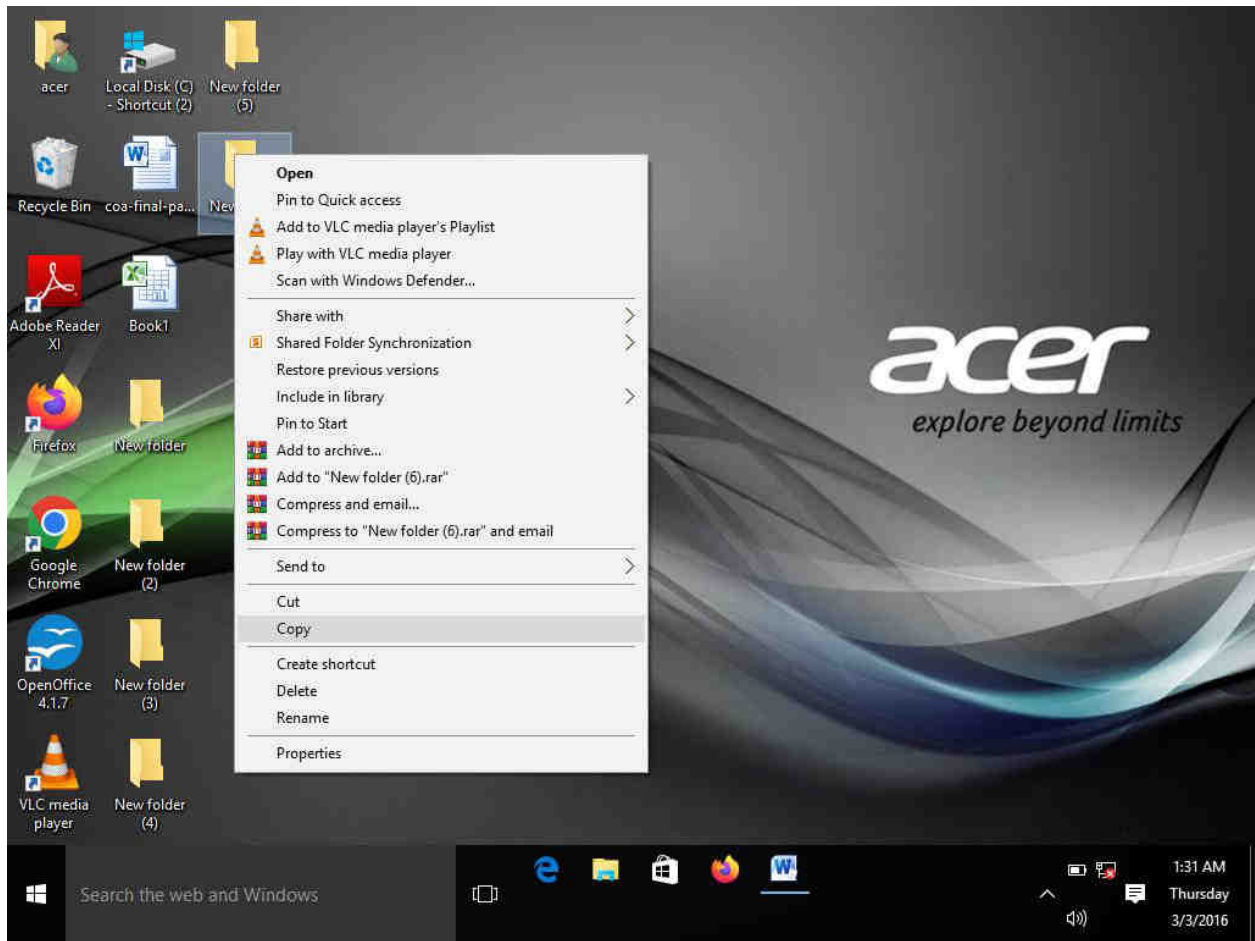 acer
Local Disk (C)
- Shortcut (2)
New folder
(5)
Recycle Bin
coa-final-pa...
New
Adobe Reader
XI
Book1
Firefox
New folder
Google
Chrome
New folder
(2)
OpenOffice
4.1.7
New folder
(3)
VLC media
player
New folder
(4)
Open
Pin to Quick access
Add to VLC media player's Playlist
Play with VLC media player
Scan with Windows Defender...
Share with
Shared Folder Synchronization
Restore previous versions
Include in library
Pin to Start
Add to archive...
Add to "New folder (6).rar"
Compress and email...
Compress to "New folder (6).rar" and email
Send to
Cut
Copy
Create shortcut
Delete
Rename
Properties
acer
explore beyond limits
Search the web and Windows
1:31 AM
Thursday
3/3/2016